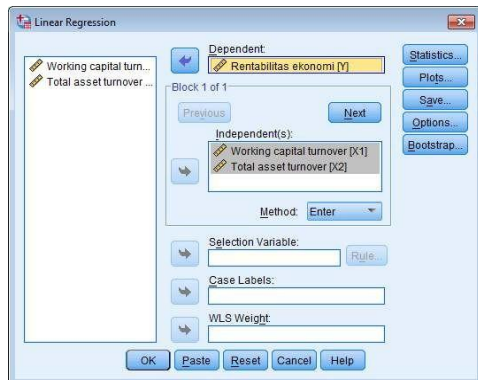 Linear Regression
Working capital turn...
Total asset turnover ...
Dependent:
Rentabilitas ekonomi [Y]
Block 1 of 1
Previous
Next
Independent(s):
Working capital turnover [X1]
Total asset turnover [X2]
Method: Enter
Selection Variable:
Rule...
Case Labels:
WLS Weight:
Statistics...
Plots...
Save...
Options...
Bootstrap...
OK Paste Reset Cancel Help